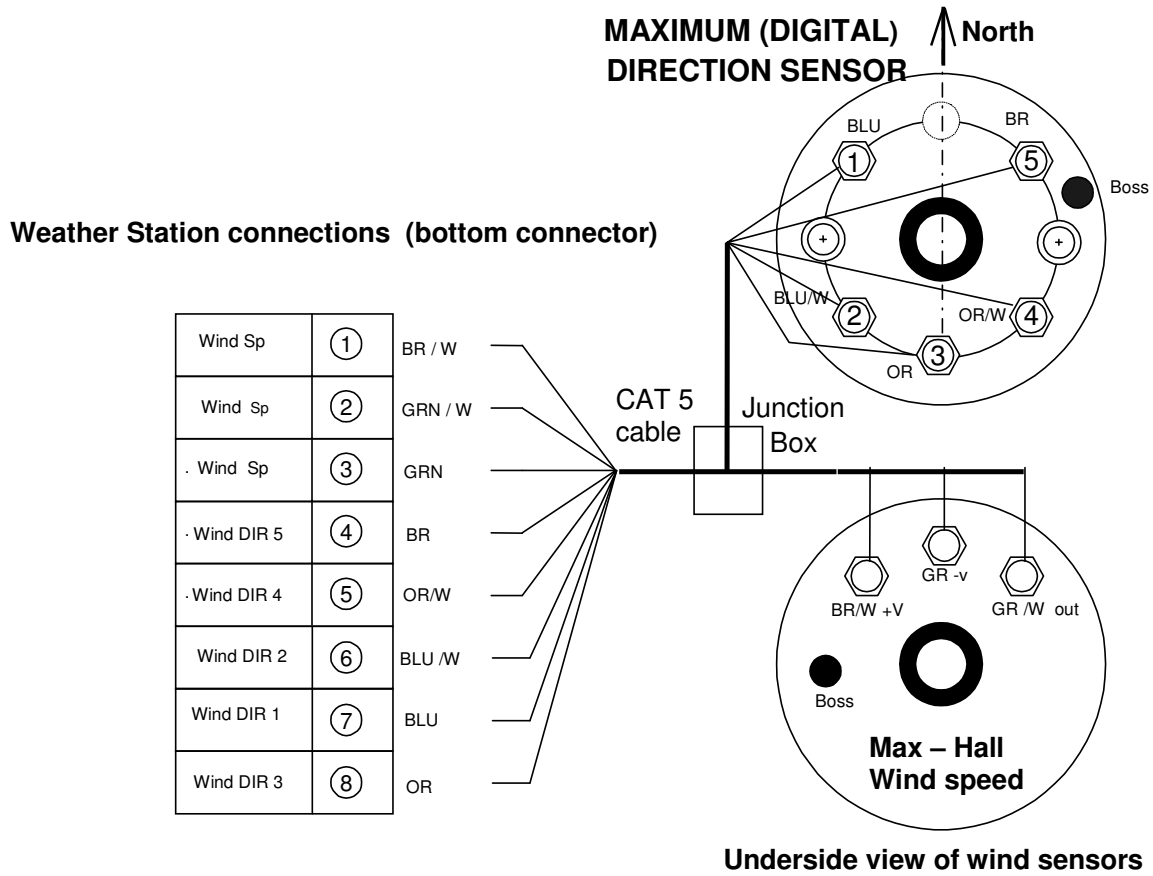 MAXIMUM (DIGITAL)
DIRECTION SENSOR
North
BLU
BR
1
5
Boss
BLU/W
2
OR/W
4
OR
3
Weather Station connections (bottom connector)
Wind Sp 1 BR / W
Wind Sp 2 GRN / W
. Wind Sp 3 GRN
. Wind DIR 5 4 BR
. Wind DIR 4 5 OR/W
Wind DIR 2 6 BLU /W
Wind DIR 1 7 BLU
Wind DIR 3 8 OR
CAT 5
cable
Junction
Box
GR -v
BR/W +V
GR /W out
Boss
Max – Hall
Wind speed
Underside view of wind sensors